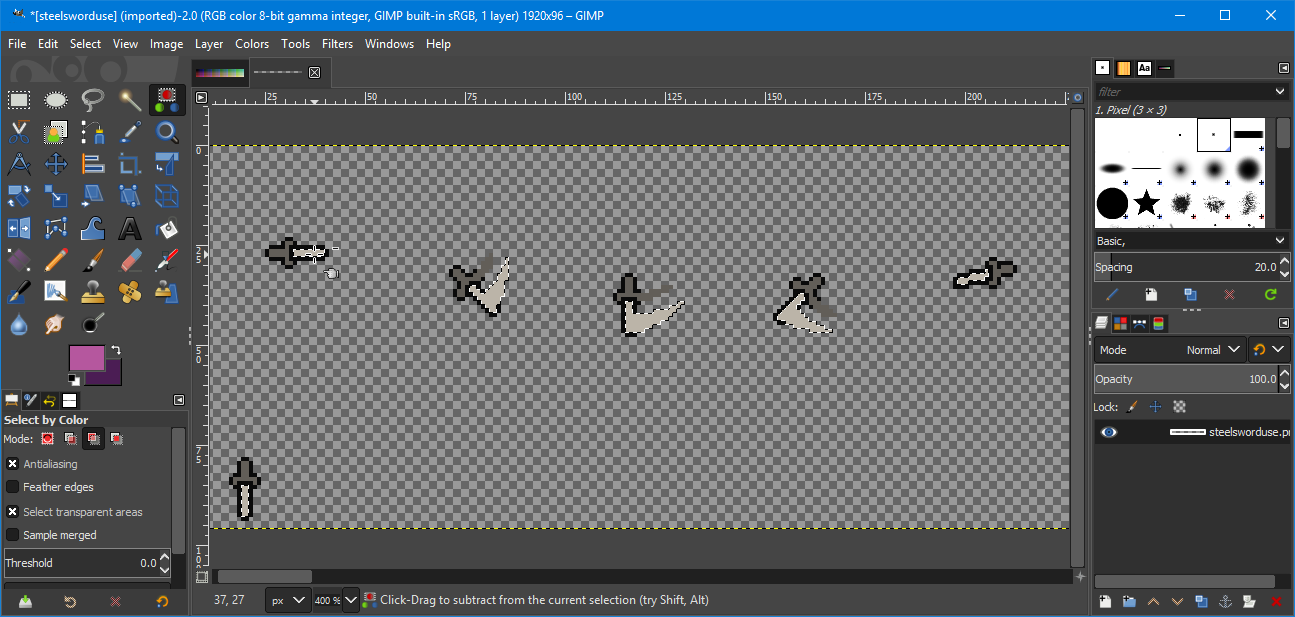 *[steelsworduse] (imported)-2.0 (RGB color 8-bit gamma integer, GIMP built-in sRGB, 1 layer) 1920x96 – GIMP
File Edit Select View Image Layer Colors Tools Filters Windows Help
Aa
filter
25 50 75 100 125 150 175 200
1. Pixel (3 × 3)
0
25
50
75
Basic,
Spacing 20.0
Mode Normal
Opacity 100.0
Lock:
steelsworduse.pn
Select by Color
Mode:
Antialiasing
Feather edges
Select transparent areas
Sample merged
Threshold 0.0
37, 27 px 400 % Click-Drag to subtract from the current selection (try Shift, Alt)